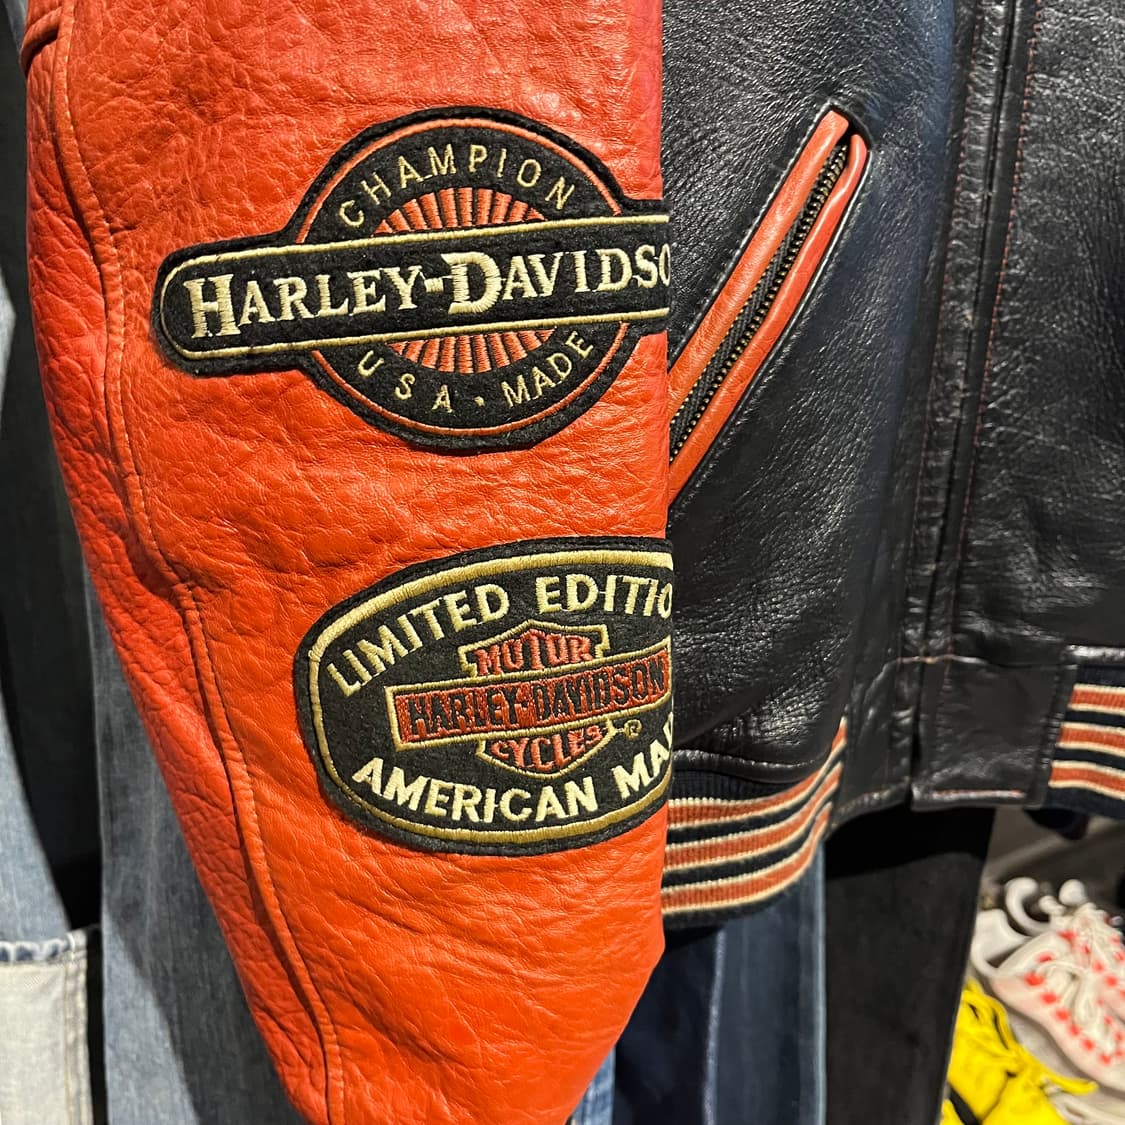 CHAMPION
HARLEY-DAVIDSO
USA · MADE
LIMITED EDITIO
MOTOR
HARLEY-DAVIDSON
CYCLES ®
AMERICAN MA